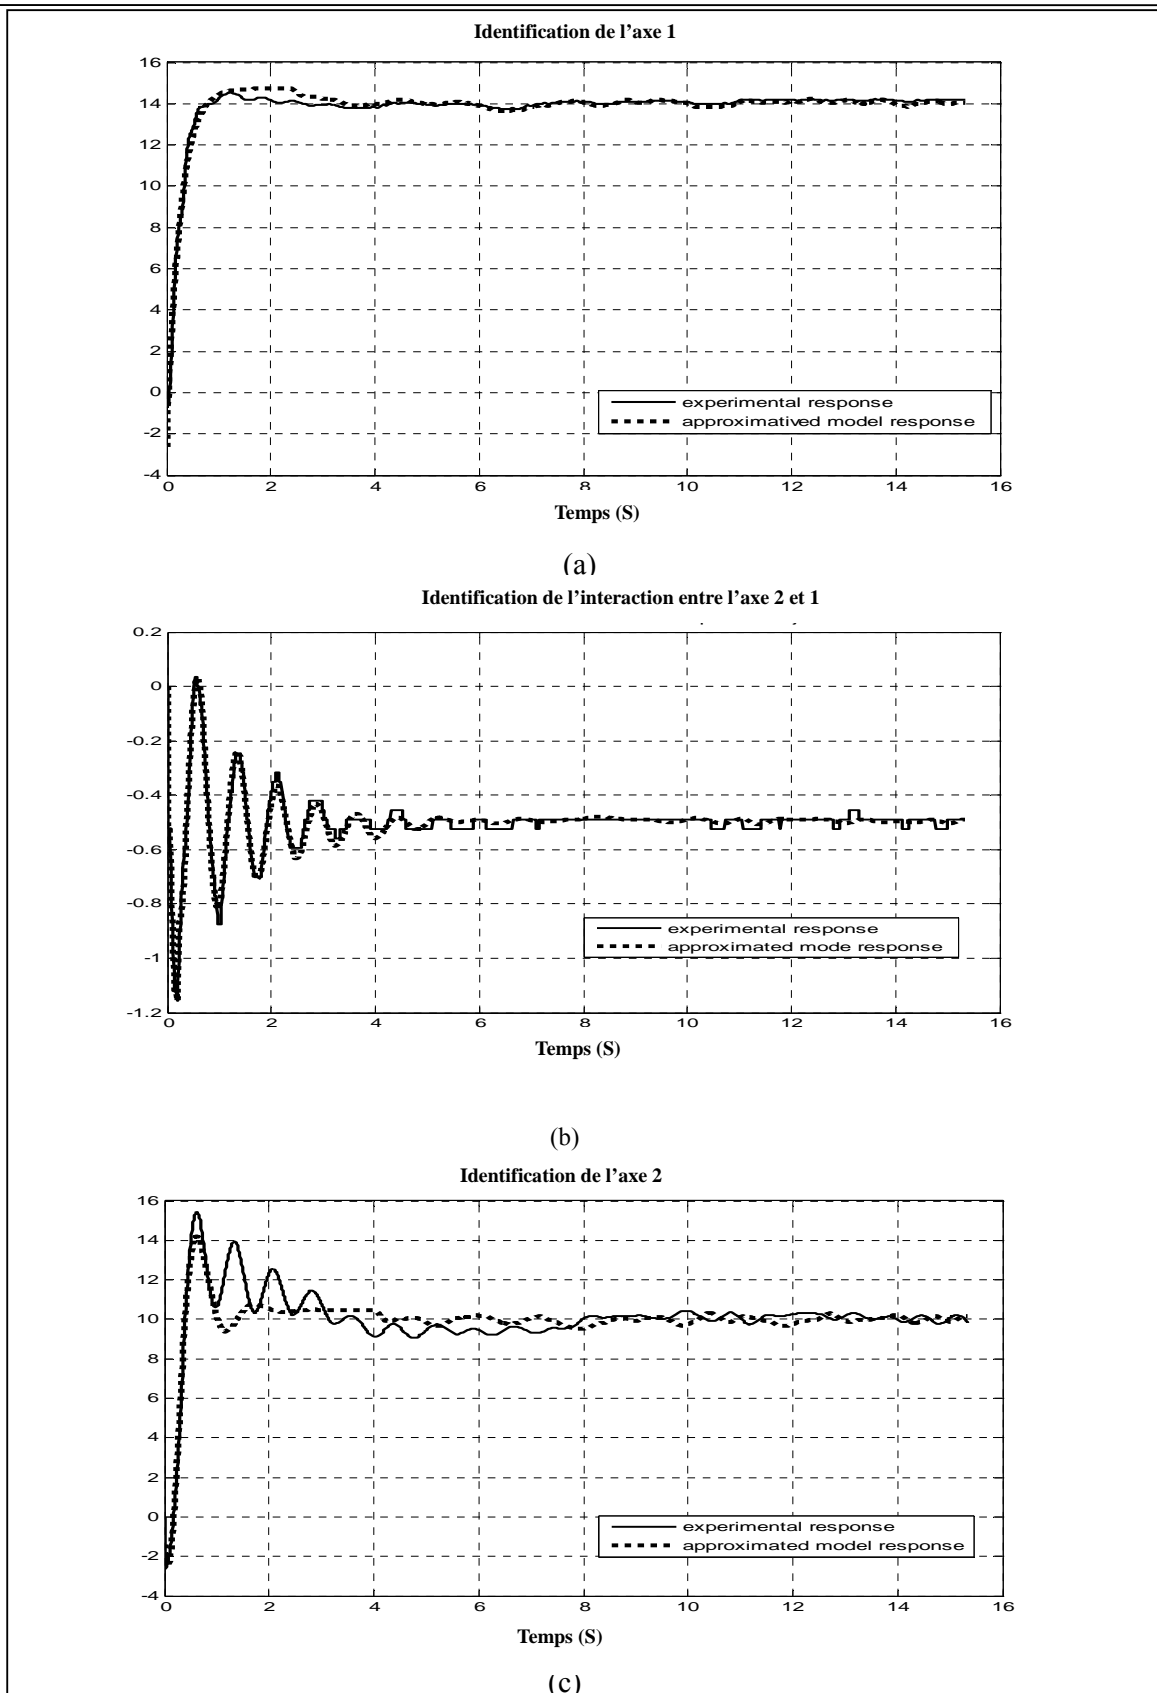 Identification de l'axe 1
16
14
12
10
8
6
4
2
0
-2
-4
experimental response
approximatived model response
0 2 4 6 8 10 12 14 16
Temps (S)
(a)
Identification de l'interaction entre l'axe 2 et 1
0.2
0
-0.2
-0.4
-0.6
-0.8
-1
-1.2
experimental response
approximated mode response
0 2 4 6 8 10 12 14 16
Temps (S)
(b)
Identification de l'axe 2
16
14
12
10
8
6
4
2
0
-2
-4
experimental response
approximated model response
0 2 4 6 8 10 12 14 16
Temps (S)
(c)